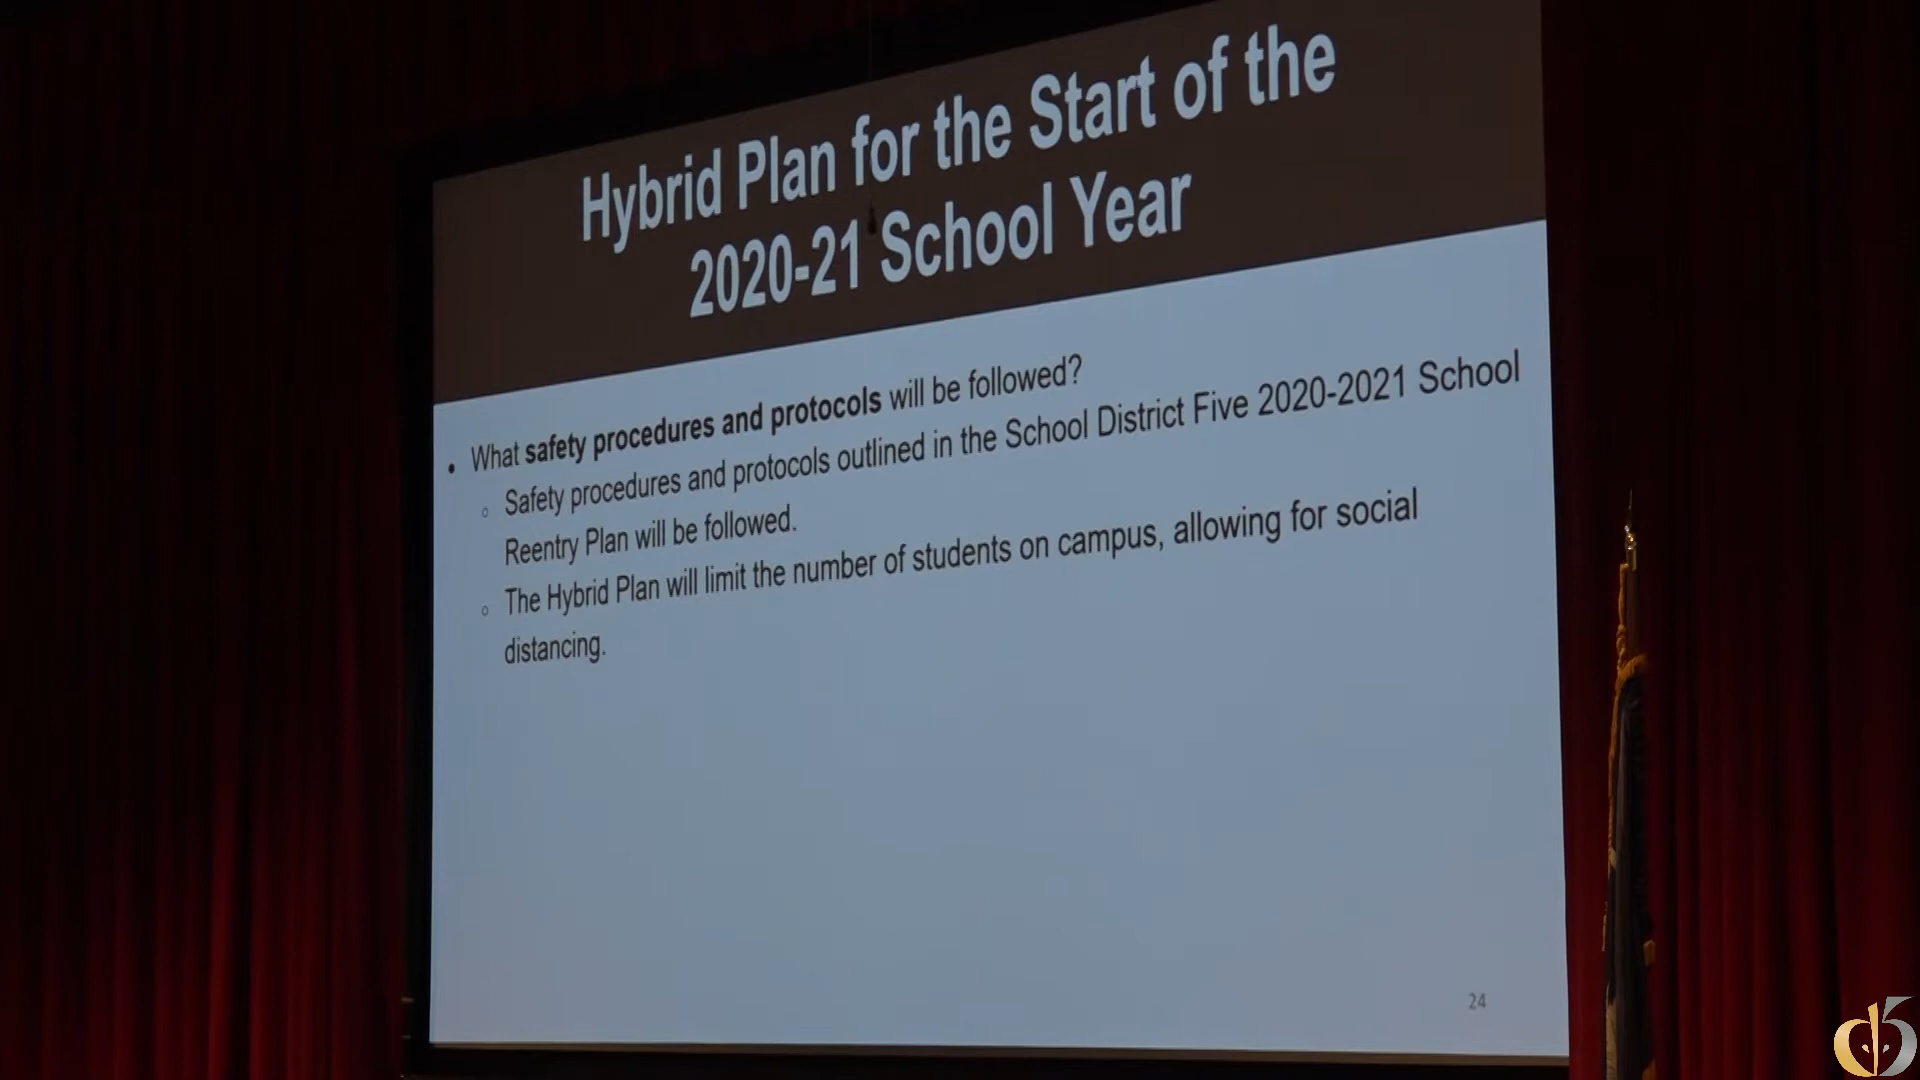 Hybrid Plan for the Start of the
2020-21 School Year
• What safety procedures and protocols will be followed?
○ Safety procedures and protocols outlined in the School District Five 2020-2021 School
Reentry Plan will be followed.
○ The Hybrid Plan will limit the number of students on campus, allowing for social
distancing.
24
d5